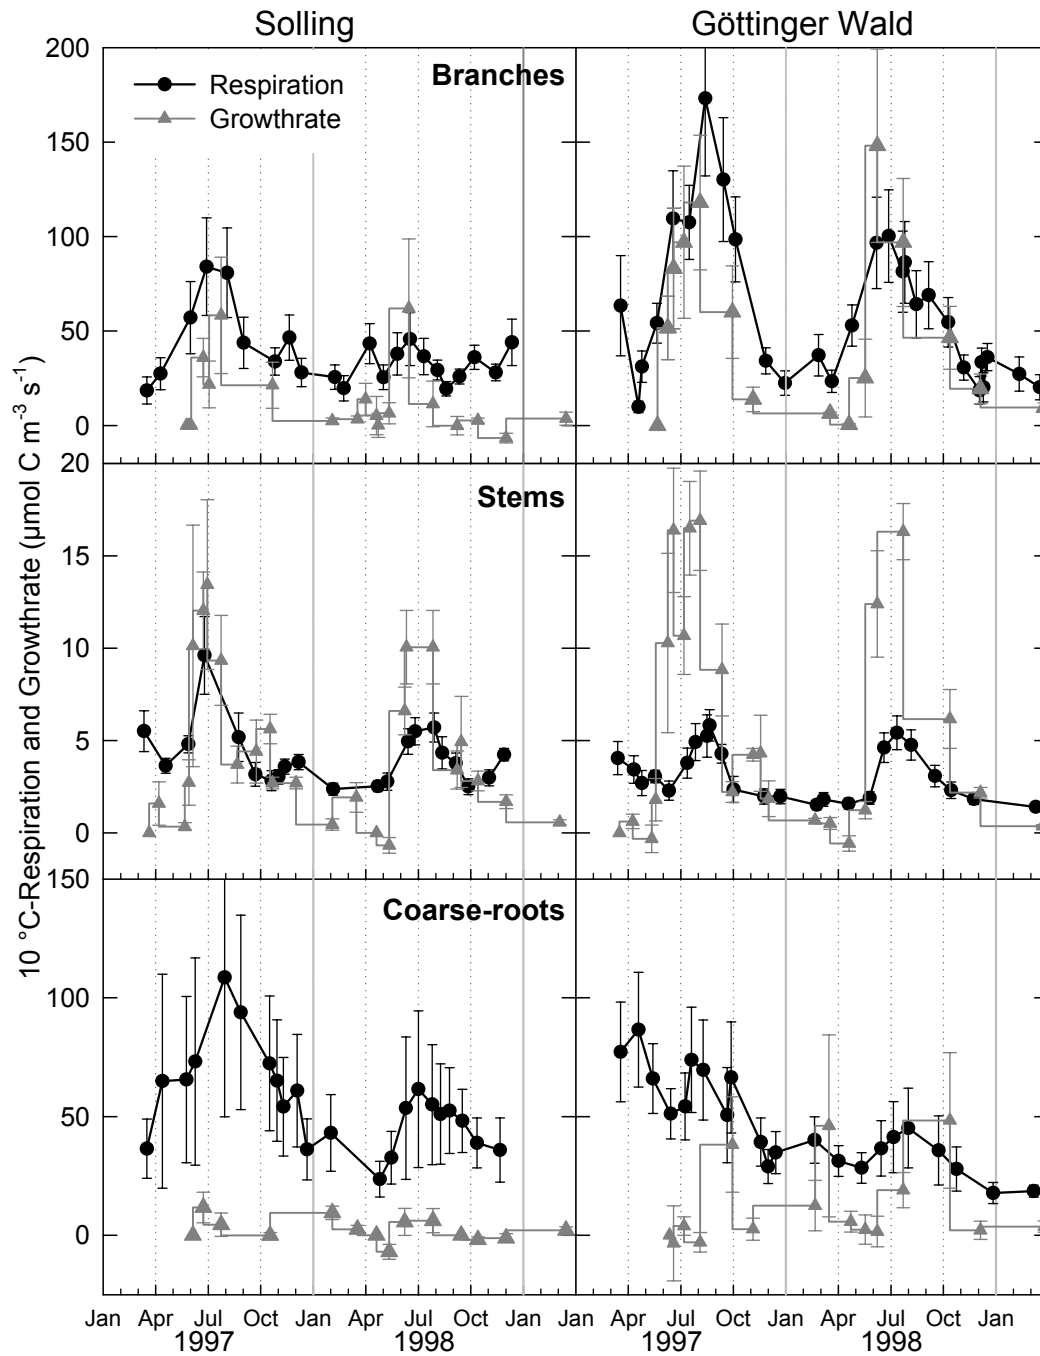 Solling Göttinger Wald
200
150
100
50
0
Branches
Respiration
Growthrate
20
15
10
5
0
Stems
150
100
50
0
Coarse-roots
10 °C-Respiration and Growthrate (µmol C m⁻³ s⁻¹)
Jan Apr Jul Oct Jan Apr Jul Oct Jan Apr Jul Oct Jan Apr Jul Oct Jan
1997 1998 1997 1998